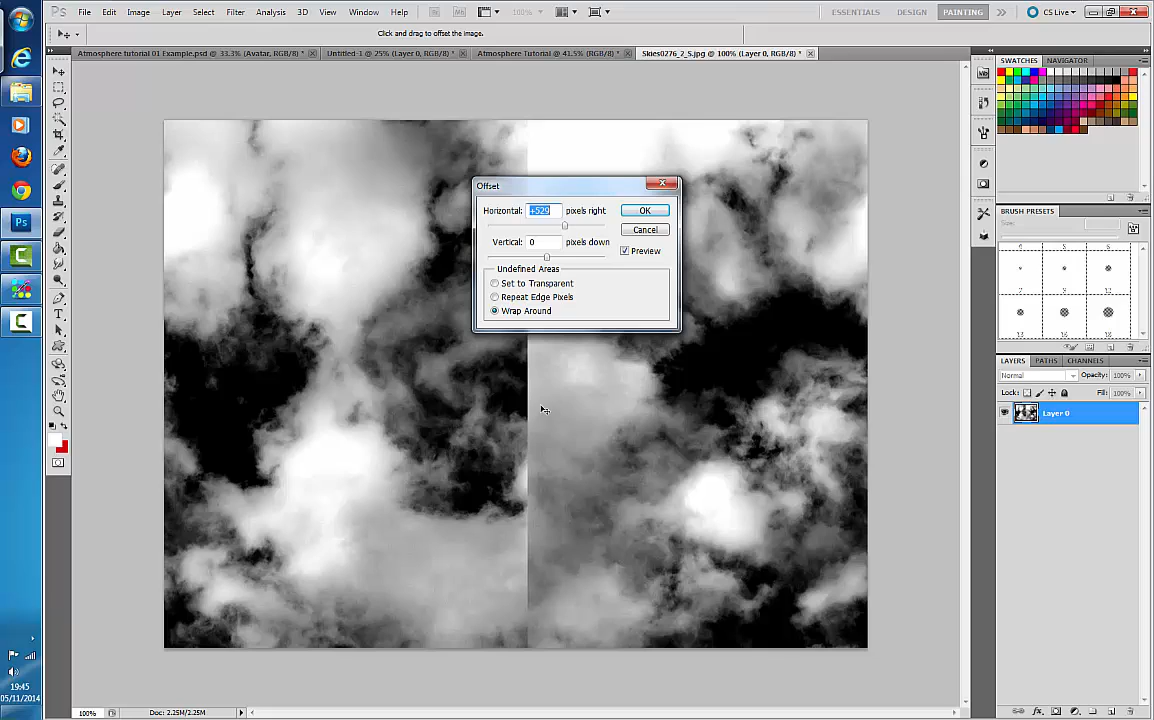 Ps File Edit Image Layer Select Filter Analysis 3D View Window Help Br Mb 100% ESSENTIALS DESIGN PAINTING CS Live
Click and drag to offset the image.
Atmosphere tutorial 01 Example.psd @ 33.3% (Avatar, RGB/8) * Untitled-1 @ 25% (Layer 0, RGB/8) * Atmosphere Tutorial @ 41.5% (RGB/8) * Skies0276_2_S.jpg @ 100% (Layer 0, RGB/8) *
SWATCHES NAVIGATOR
Offset
Horizontal: +529 pixels right OK
Cancel
Vertical: 0 pixels down
Preview
Undefined Areas
Set to Transparent
Repeat Edge Pixels
Wrap Around
BRUSH PRESETS
Size:
LAYERS PATHS CHANNELS
Normal Opacity: 100%
Lock: Fill: 100%
Layer 0
Ps
T
19:45
05/11/2014
100% Doc: 2.25M/2.25M